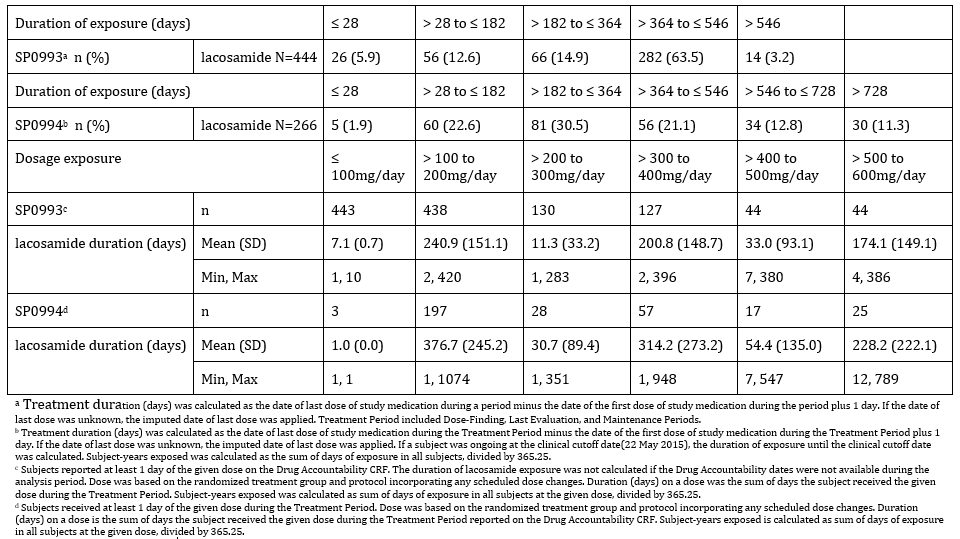 Duration of exposure (days) ≤ 28 > 28 to ≤ 182 > 182 to ≤ 364 > 364 to ≤ 546 > 546
SP0993a n (%) lacosamide N=444 26 (5.9) 56 (12.6) 66 (14.9) 282 (63.5) 14 (3.2)
Duration of exposure (days) ≤ 28 > 28 to ≤ 182 > 182 to ≤ 364 > 364 to ≤ 546 > 546 to ≤ 728 > 728
SP0994b n (%) lacosamide N=266 5 (1.9) 60 (22.6) 81 (30.5) 56 (21.1) 34 (12.8) 30 (11.3)
Dosage exposure ≤ > 100 to > 200 to > 300 to > 400 to > 500 to
100mg/day 200mg/day 300mg/day 400mg/day 500mg/day 600mg/day
SP0993c n 443 438 130 127 44 44
lacosamide duration (days) Mean (SD) 7.1 (0.7) 240.9 (151.1) 11.3 (33.2) 200.8 (148.7) 33.0 (93.1) 174.1 (149.1)
Min, Max 1, 10 2, 420 1, 283 2, 396 7, 380 4, 386
SP0994d n 3 197 28 57 17 25
lacosamide duration (days) Mean (SD) 1.0 (0.0) 376.7 (245.2) 30.7 (89.4) 314.2 (273.2) 54.4 (135.0) 228.2 (222.1)
Min, Max 1, 1 1, 1074 1, 351 1, 948 7, 547 12, 789
a Treatment duration (days) was calculated as the date of last dose of study medication during a period minus the date of the first dose of study medication during the period plus 1 day. If the date of
last dose was unknown, the imputed date of last dose was applied. Treatment Period included Dose-Finding, Last Evaluation, and Maintenance Periods.
b Treatment duration (days) was calculated as the date of last dose of study medication during the Treatment Period minus the date of the first dose of study medication during the Treatment Period plus 1
day. If the date of last dose was unknown, the imputed date of last dose was applied. If a subject was ongoing at the clinical cutoff date(22 May 2015), the duration of exposure until the clinical cutoff date
was calculated. Subject-years exposed was calculated as the sum of days of exposure in all subjects, divided by 365.25.
c Subjects reported at least 1 day of the given dose on the Drug Accountability CRF. The duration of lacosamide exposure was not calculated if the Drug Accountability dates were not available during the
analysis period. Dose was based on the randomized treatment group and protocol incorporating any scheduled dose changes. Duration (days) on a dose was the sum of days the subject received the given
dose during the Treatment Period. Subject-years exposed was calculated as sum of days of exposure in all subjects at the given dose, divided by 365.25.
d Subjects received at least 1 day of the given dose during the Treatment Period. Dose was based on the randomized treatment group and protocol incorporating any scheduled dose changes. Duration
(days) on a dose is the sum of days the subject received the given dose during the Treatment Period reported on the Drug Accountability CRF. Subject-years exposed is calculated as sum of days of exposure
in all subjects at the given dose, divided by 365.25.